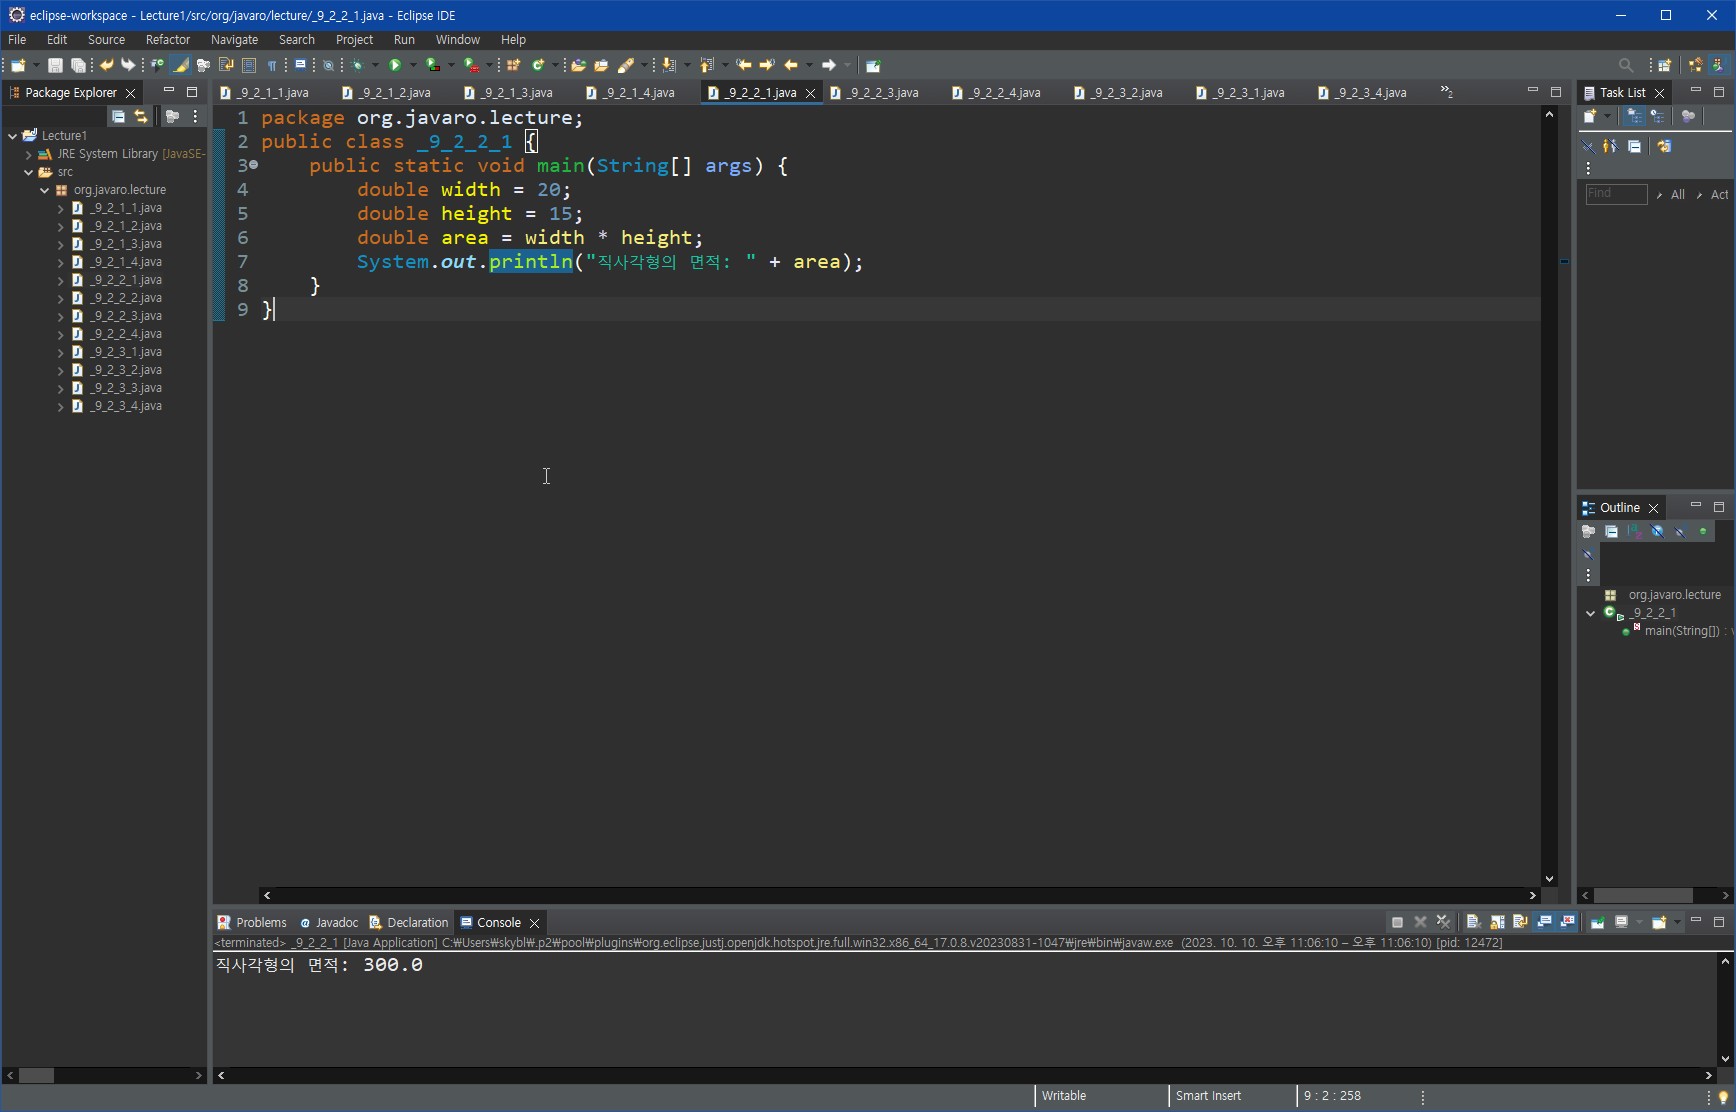 eclipse-workspace - Lecture1/src/org/javaro/lecture/_9_2_2_1.java - Eclipse IDE
File Edit Source Refactor Navigate Search Project Run Window Help
Package Explorer
Lecture1
JRE System Library [JavaSE-
src
org.javaro.lecture
_9_2_1_1.java
_9_2_1_2.java
_9_2_1_3.java
_9_2_1_4.java
_9_2_2_1.java
_9_2_2_2.java
_9_2_2_3.java
_9_2_2_4.java
_9_2_3_1.java
_9_2_3_2.java
_9_2_3_3.java
_9_2_3_4.java
_9_2_1_1.java _9_2_1_2.java _9_2_1_3.java _9_2_1_4.java _9_2_2_1.java _9_2_2_3.java _9_2_2_4.java _9_2_3_2.java _9_2_3_1.java _9_2_3_4.java »2
1 package org.javaro.lecture;
2 public class _9_2_2_1 {
3 public static void main(String[] args) {
4 double width = 20;
5 double height = 15;
6 double area = width * height;
7 System.out.println("직사각형의 면적: " + area);
8 }
9 }
Task List
Find All Act
Outline
org.javaro.lecture
_9_2_2_1
main(String[]) : v
Problems @ Javadoc Declaration Console
<terminated> _9_2_2_1 [Java Application] C:₩Users₩skybl₩.p2₩pool₩plugins₩org.eclipse.justj.openjdk.hotspot.jre.full.win32.x86_64_17.0.8.v20230831-1047₩jre₩bin₩javaw.exe (2023. 10. 10. 오후 11:06:10 – 오후 11:06:10) [pid: 12472]
직사각형의 면적: 300.0
Writable Smart Insert 9 : 2 : 258